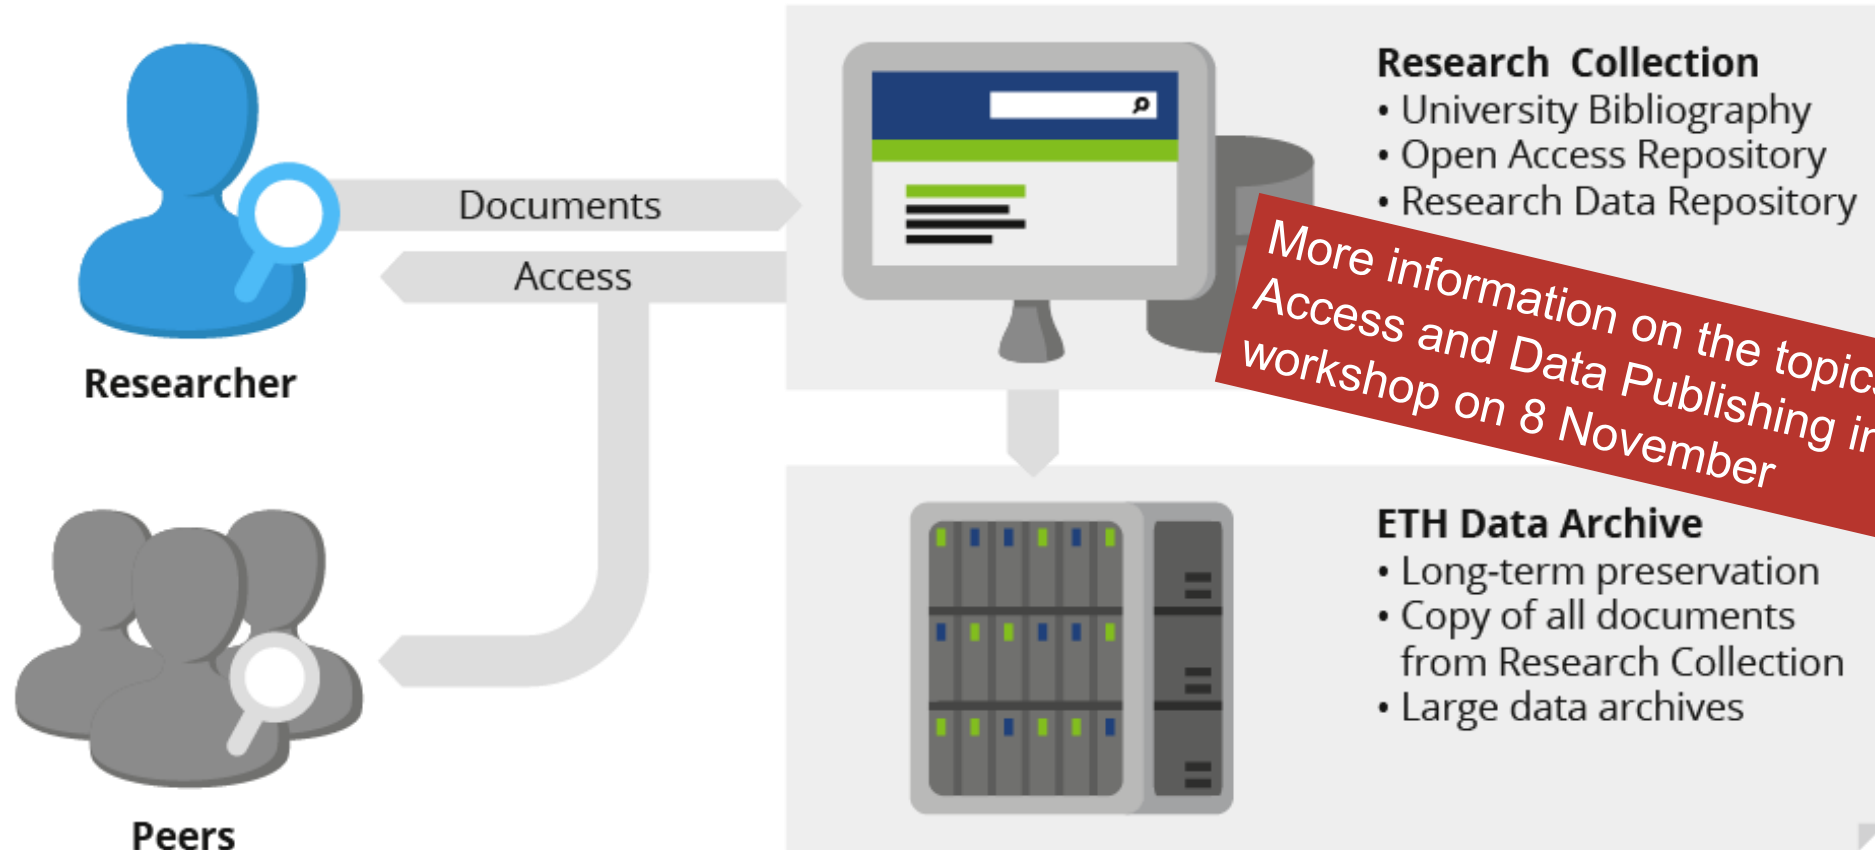 Research Collection
• University Bibliography
• Open Access Repository
• Research Data Repository
Documents
Access
More information on the topics
Access and Data Publishing in
workshop on 8 November
Researcher
ETH Data Archive
• Long-term preservation
• Copy of all documents
from Research Collection
• Large data archives
Peers